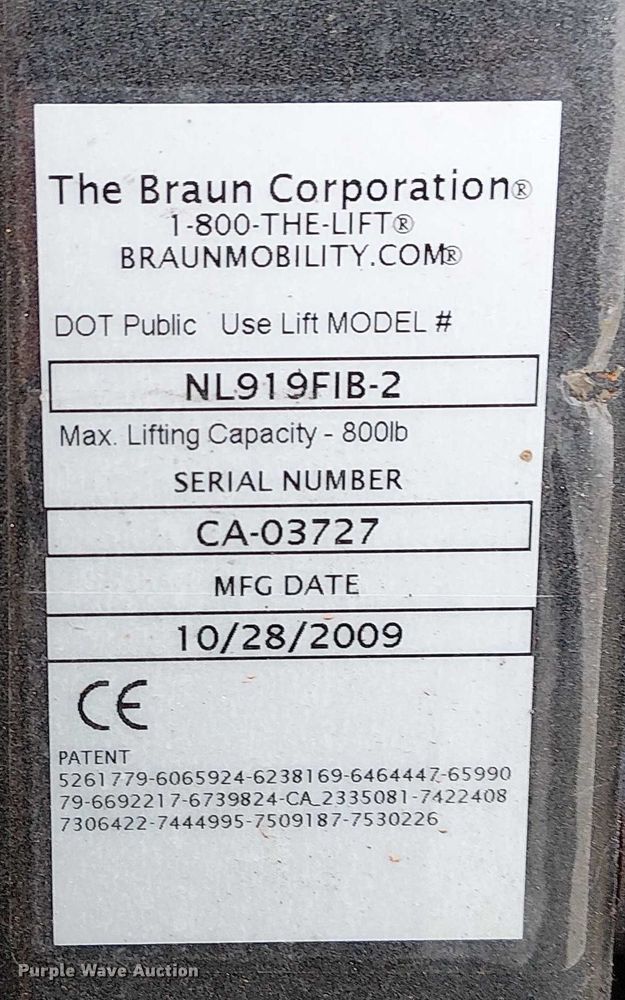 The Braun Corporation®
1-800-THE-LIFT®
BRAUNMOBILITY.COM®
DOT Public Use Lift MODEL #
NL919FIB-2
Max. Lifting Capacity - 800lb
SERIAL NUMBER
CA-03727
MFG DATE
10/28/2009
CE
PATENT
5261779-6065924-6238169-6464447-65990
79-6692217-6739824-CA_2335081-7422408
7306422-7444995-7509187-7530226
Purple Wave Auction